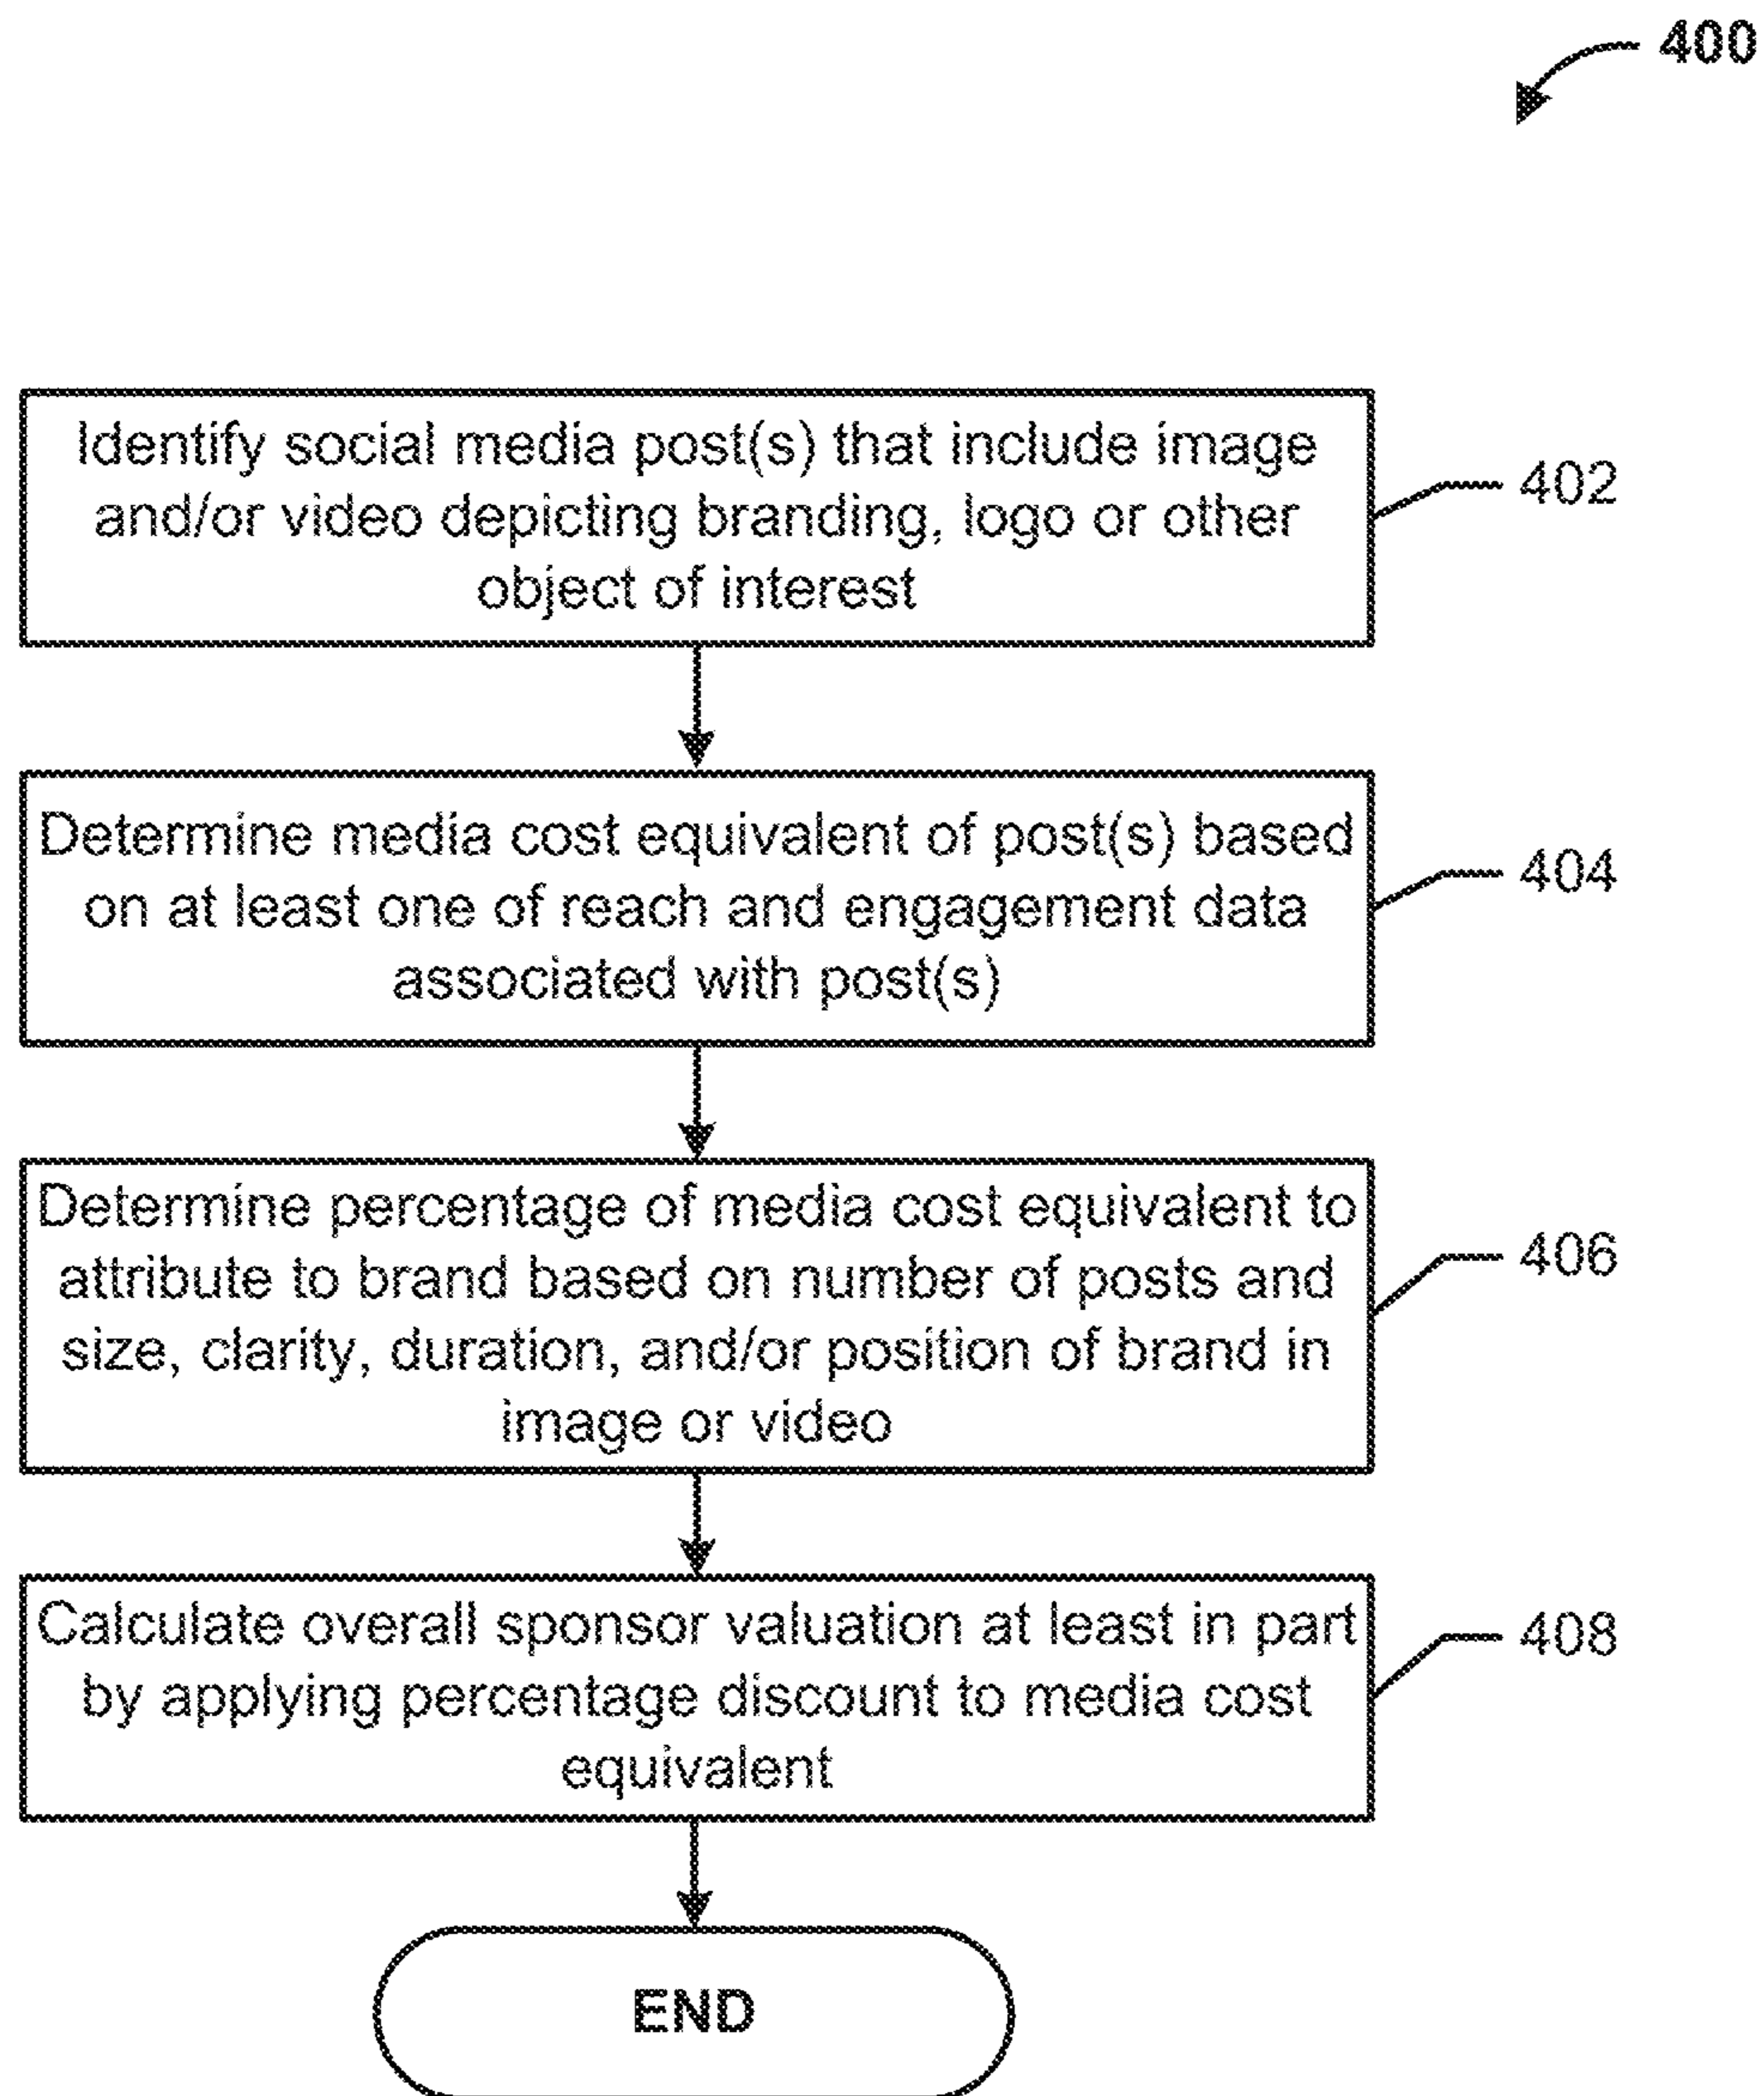 400
Identify social media post(s) that include image
and/or video depicting branding, logo or other
object of interest
402
Determine media cost equivalent of post(s) based
on at least one of reach and engagement data
associated with post(s)
404
Determine percentage of media cost equivalent to
attribute to brand based on number of posts and
size, clarity, duration, and/or position of brand in
image or video
406
Calculate overall sponsor valuation at least in part
by applying percentage discount to media cost
equivalent
408
END